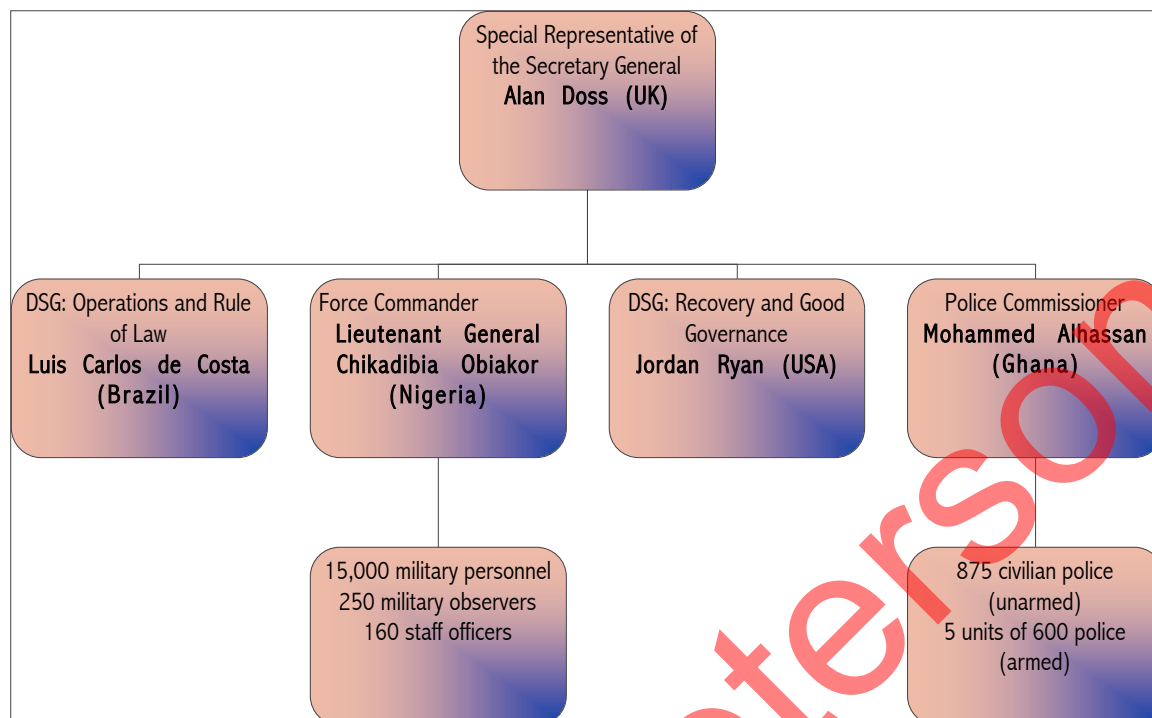 Special Representative of
the Secretary General
Alan Doss (UK)
DSG: Operations and Rule
of Law
Luis Carlos de Costa
(Brazil)
Force Commander
Lieutenant General
Chikadibia Obiakor
(Nigeria)
DSG: Recovery and Good
Governance
Jordan Ryan (USA)
Police Commissioner
Mohammed Alhassan
(Ghana)
15,000 military personnel
250 military observers
160 staff officers
875 civilian police
(unarmed)
5 units of 600 police
(armed)